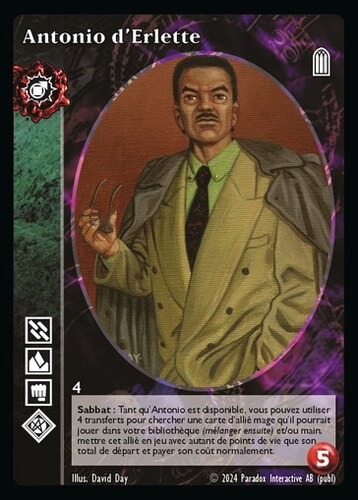 Antonio d'Erlette
AY
4
Sabbat : Tant qu'Antonio est disponible, vous pouvez utiliser
4 transferts pour chercher une carte d'allié mage qu'il pourrait
jouer dans votre bibliothèque (mélanger ensuite) et/ou main,
mettre cet allié en jeu avec autant de points de vie que son
total de départ et payer son coût normalement.
5
Illus. David Day
© 2024 Paradox Interactive AB (publ)